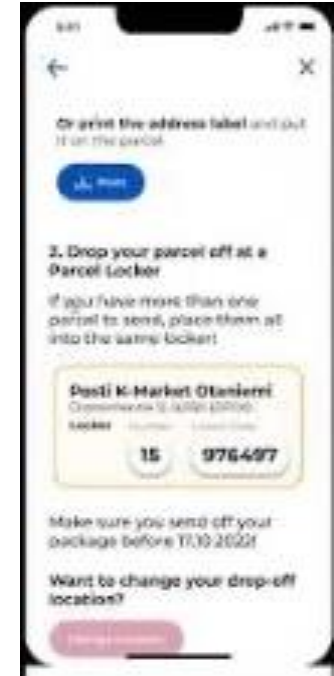 Or print the address label and put
it on the parcel
Print
2. Drop your parcel off at a
Parcel Locker
If you have more than one
parcel to send, place them all
into the same locker!
Posti K-Market Otaniemi
Locker
15 976497
Make sure you send off your
package before 17.10.2022!
Want to change your drop-off
location?